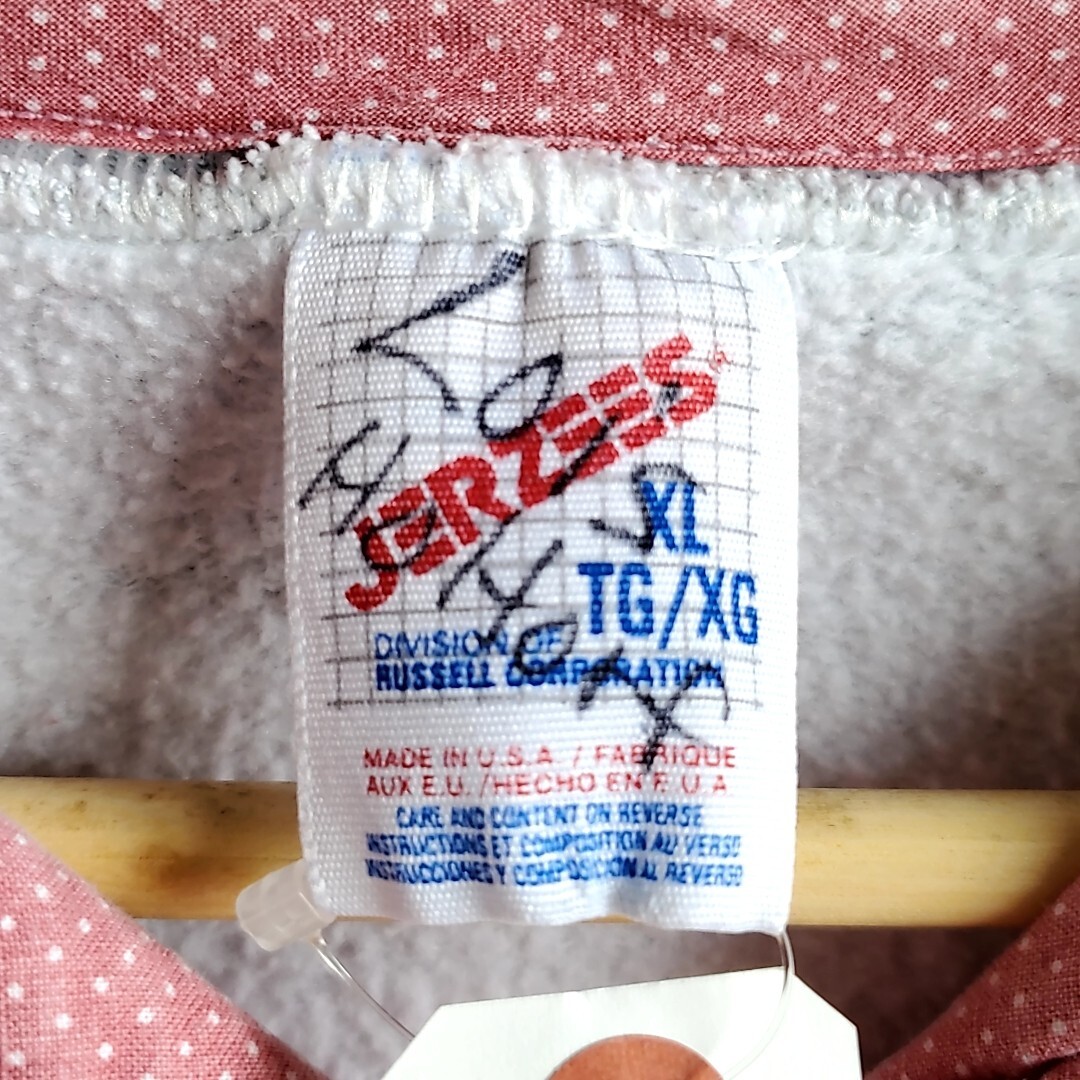 Lois
JERZEES
XL
TG/XG
DIVISION OF
RUSSELL CORPORATION
MADE IN U.S.A. / FABRIQUE
AUX E.U. /HECHO EN E.U.A
CARE AND CONTENT ON REVERSE
INSTRUCTIONS ET COMPOSITION AU VERSO
INSTRUCCIONES Y COMPOSICION AL REVERSO